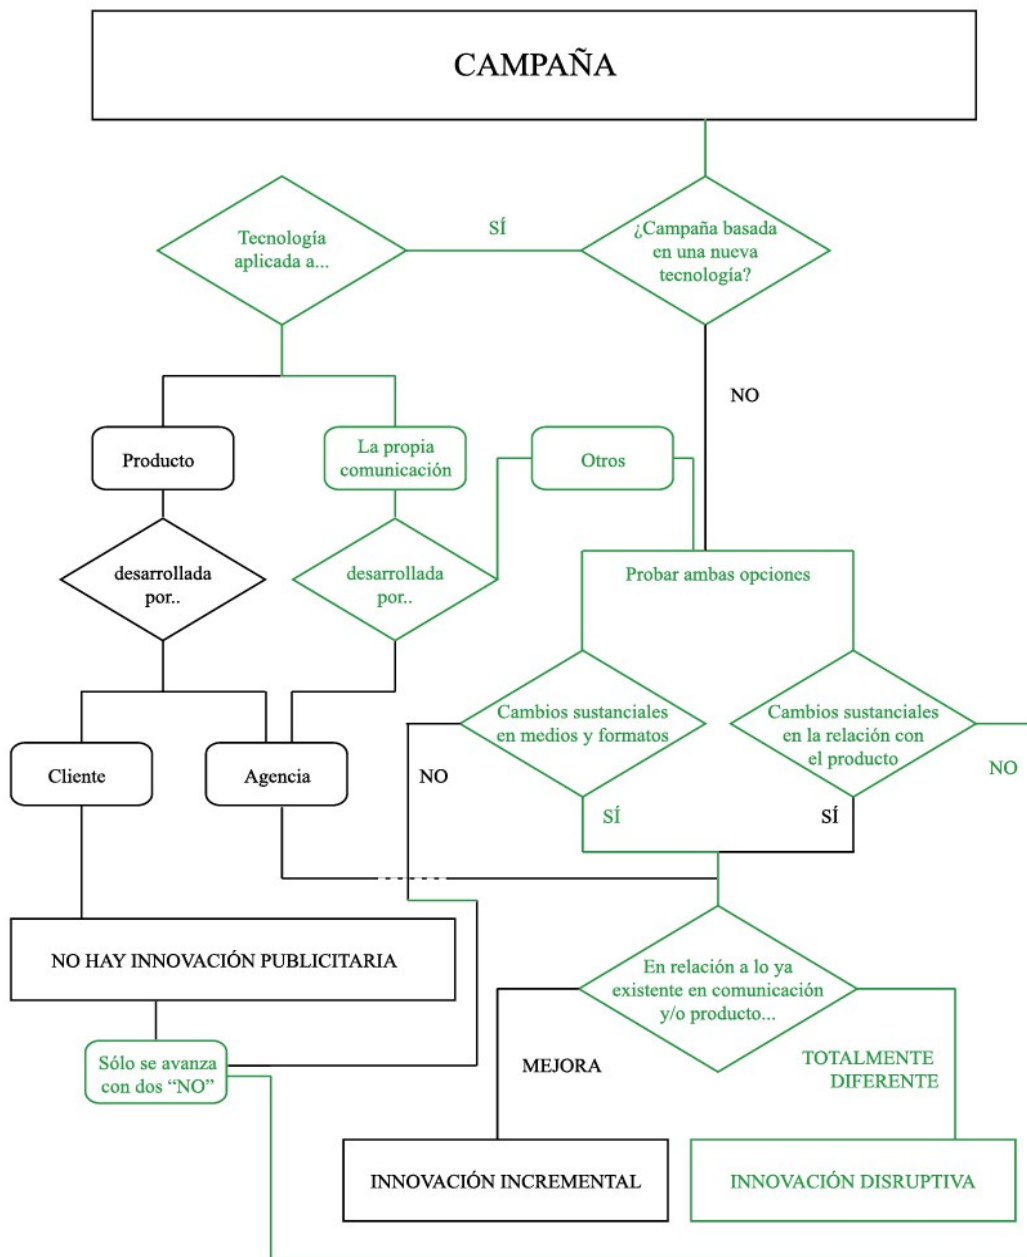 CAMPAÑA
Tecnología
aplicada a...
SÍ
¿Campaña basada
en una nueva
tecnología?
NO
Producto
La propia
comunicación
Otros
desarrollada
por..
desarrollada
por..
Probar ambas opciones
Cambios sustanciales
en medios y formatos
Cambios sustanciales
en la relación con
el producto
Cliente
Agencia
NO
NO
SÍ
SÍ
NO HAY INNOVACIÓN PUBLICITARIA
En relación a lo ya
existente en comunicación
y/o producto...
Sólo se avanza
con dos “NO”
MEJORA
TOTALMENTE
DIFERENTE
INNOVACIÓN INCREMENTAL
INNOVACIÓN DISRUPTIVA